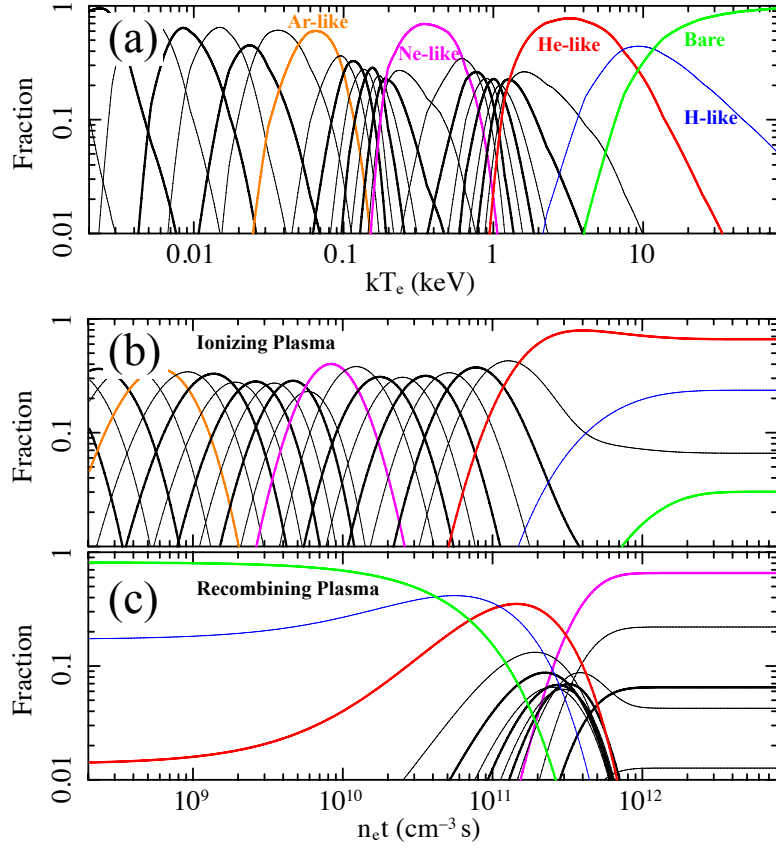 (a)
Ar-like
Ne-like
He-like
Bare
H-like
Fraction
1
0.1
0.01
0.01
0.1
1
10
kTₑ (keV)
(b)
Ionizing Plasma
Fraction
1
0.1
(c)
Recombining Plasma
Fraction
1
0.1
0.01
10⁹
10¹⁰
10¹¹
10¹²
nₑt (cm⁻³ s)